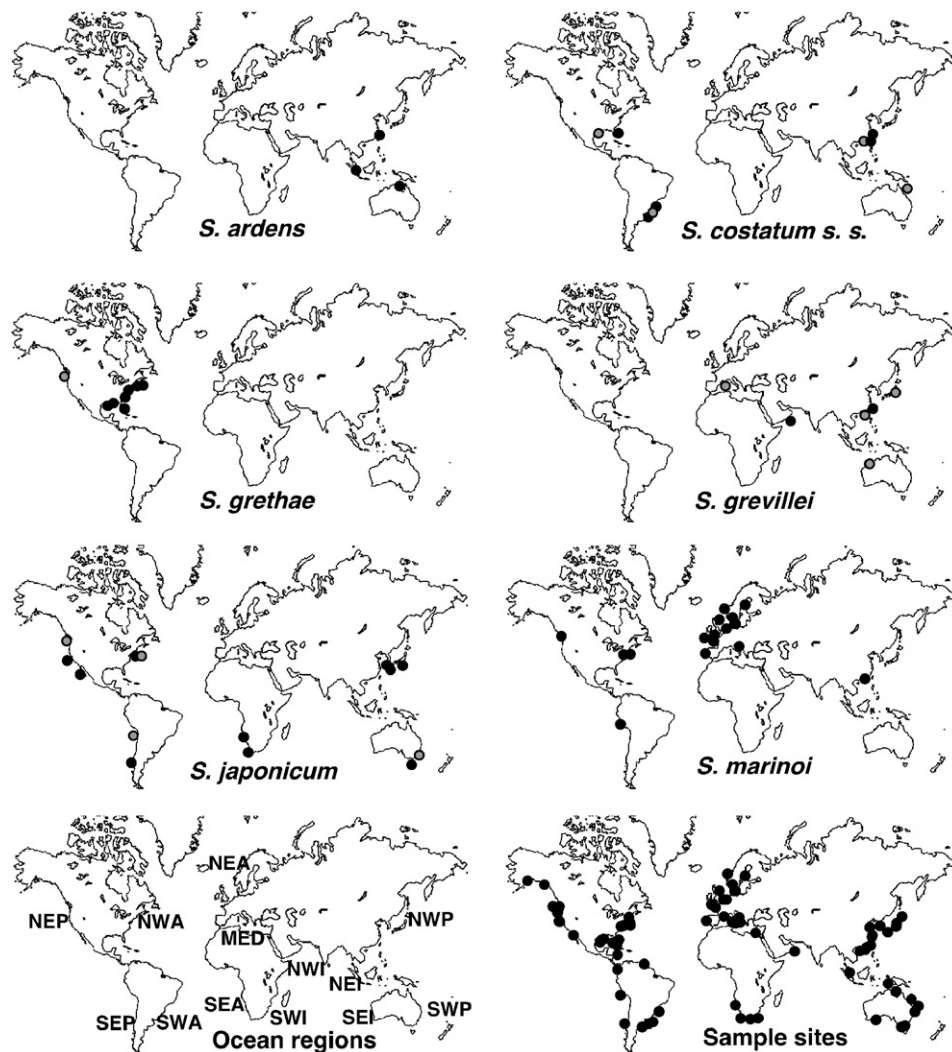 S. ardens
S. costatum s. s.
S. grethae
S. grevillei
S. japonicum
S. marinoi
NEA
NEP
NWA
MED
NWP
NWI
NEI
SEA
SEP
SWA
SWI
SEI
SWP
Ocean regions
Sample sites